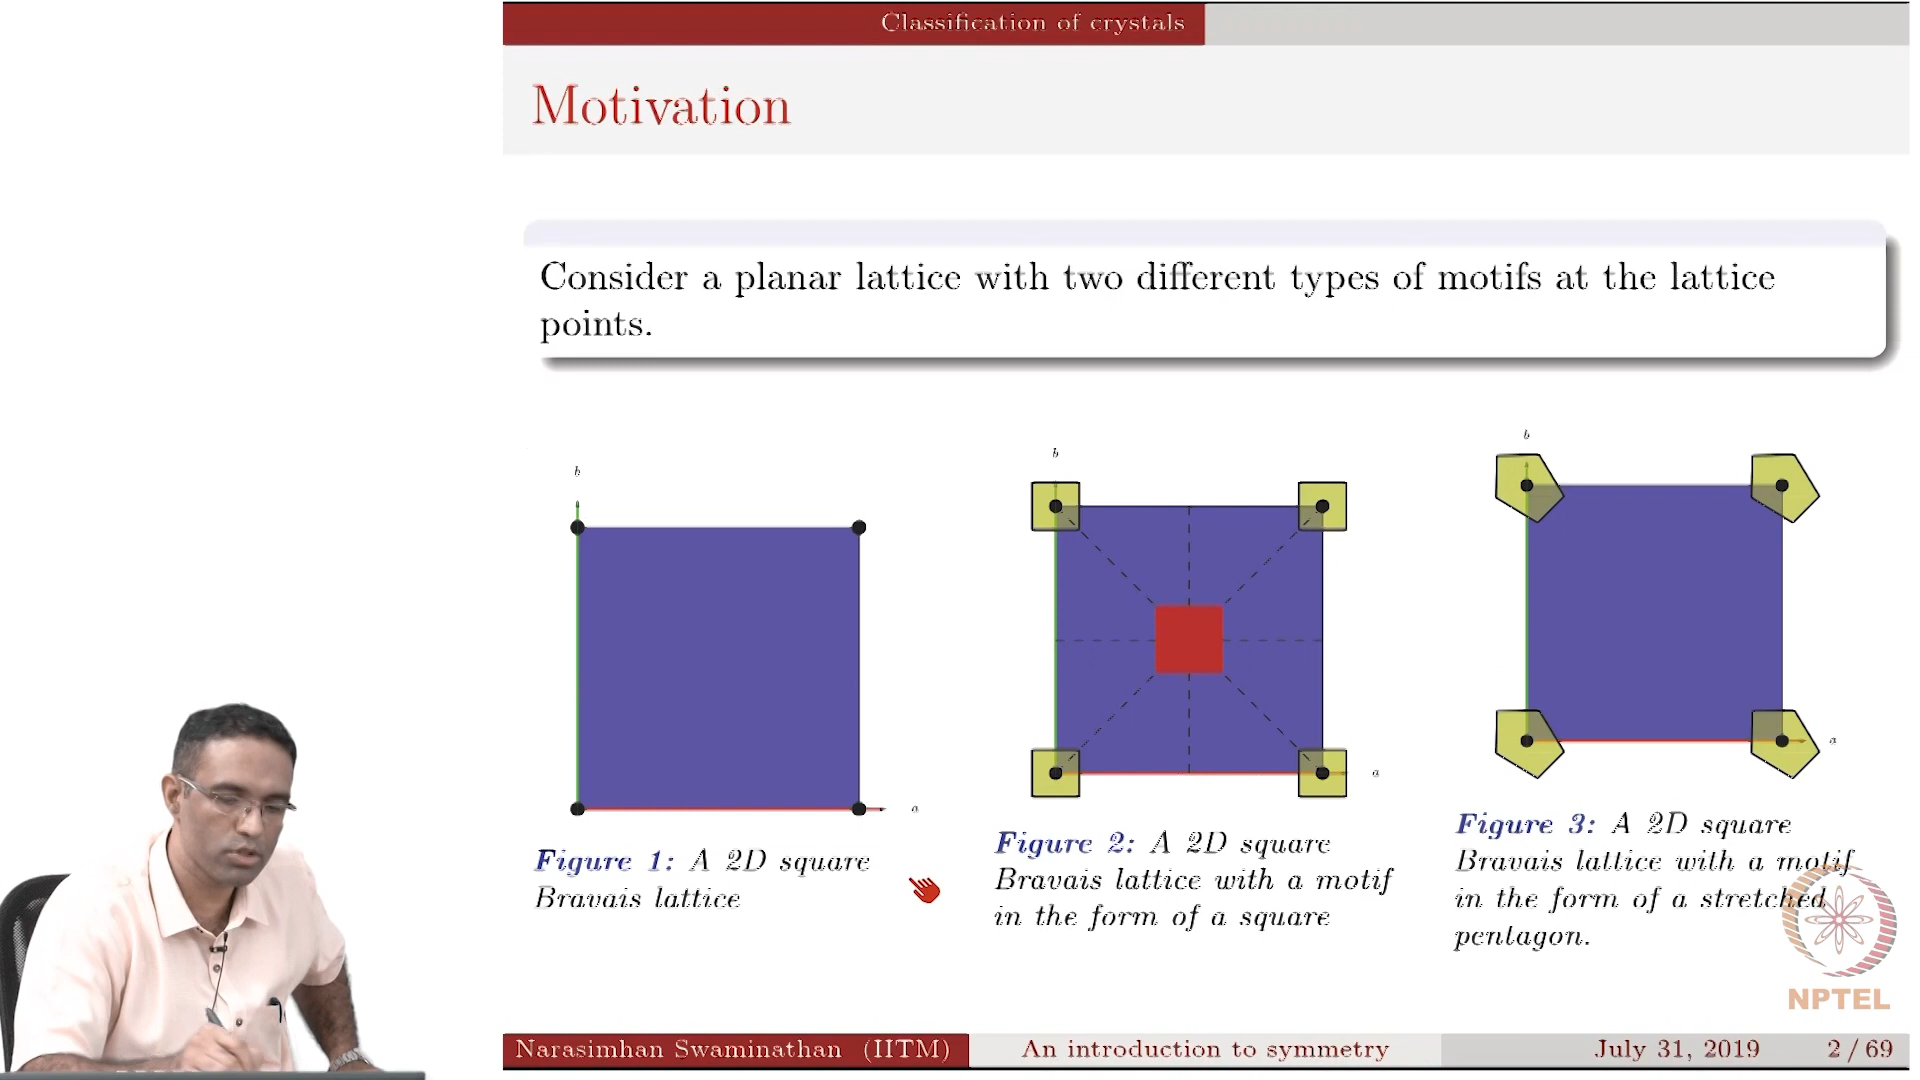 Classification of crystals
Motivation
Consider a planar lattice with two different types of motifs at the lattice
points.
b
a
Figure 1: A 2D square
Bravais lattice
b
a
Figure 2: A 2D square
Bravais lattice with a motif
in the form of a square
b
a
Figure 3: A 2D square
Bravais lattice with a motif
in the form of a stretched
pentagon.
NPTEL
Narasimhan Swaminathan (IITM)
An introduction to symmetry
July 31, 2019
2 / 69